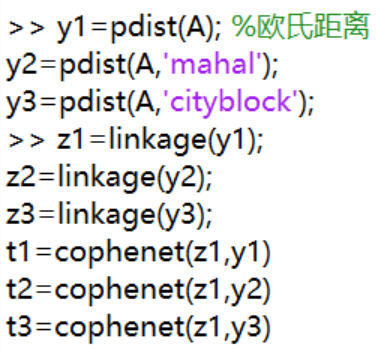 >> y1=pdist(A); %欧氏距离
y2=pdist(A,'mahal');
y3=pdist(A,'cityblock');
>> z1=linkage(y1);
z2=linkage(y2);
z3=linkage(y3);
t1=cophenet(z1,y1)
t2=cophenet(z1,y2)
t3=cophenet(z1,y3)